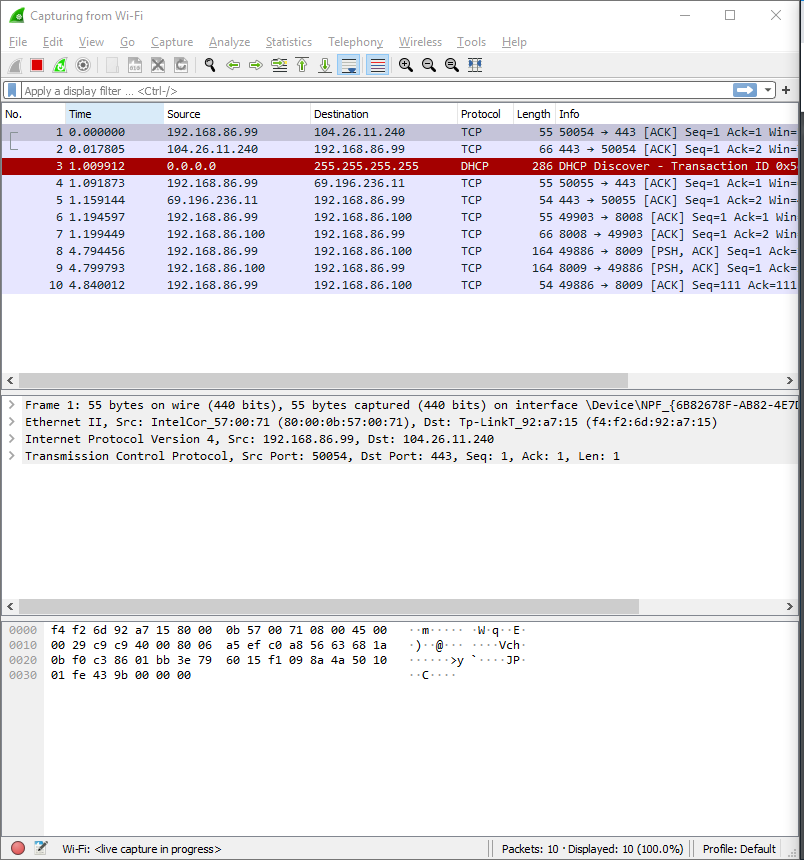 Capturing from Wi-Fi
File Edit View Go Capture Analyze Statistics Telephony Wireless Tools Help
Apply a display filter ... <Ctrl-/>
No. Time Source Destination Protocol Length Info
1 0.000000 192.168.86.99 104.26.11.240 TCP 55 50054 → 443 [ACK] Seq=1 Ack=1 Win=
2 0.017805 104.26.11.240 192.168.86.99 TCP 66 443 → 50054 [ACK] Seq=1 Ack=2 Win=
3 1.009912 0.0.0.0 255.255.255.255 DHCP 286 DHCP Discover - Transaction ID 0x5
4 1.091873 192.168.86.99 69.196.236.11 TCP 55 50055 → 443 [ACK] Seq=1 Ack=1 Win=
5 1.159144 69.196.236.11 192.168.86.99 TCP 54 443 → 50055 [ACK] Seq=1 Ack=2 Win=
6 1.194597 192.168.86.99 192.168.86.100 TCP 55 49903 → 8008 [ACK] Seq=1 Ack=1 Win
7 1.199449 192.168.86.100 192.168.86.99 TCP 66 8008 → 49903 [ACK] Seq=1 Ack=2 Win
8 4.794456 192.168.86.99 192.168.86.100 TCP 164 49886 → 8009 [PSH, ACK] Seq=1 Ack=
9 4.799793 192.168.86.100 192.168.86.99 TCP 164 8009 → 49886 [PSH, ACK] Seq=1 Ack=
10 4.840012 192.168.86.99 192.168.86.100 TCP 54 49886 → 8009 [ACK] Seq=111 Ack=111
Frame 1: 55 bytes on wire (440 bits), 55 bytes captured (440 bits) on interface \Device\NPF_{6B82678F-AB82-4E7D
Ethernet II, Src: IntelCor_57:00:71 (80:00:0b:57:00:71), Dst: Tp-LinkT_92:a7:15 (f4:f2:6d:92:a7:15)
Internet Protocol Version 4, Src: 192.168.86.99, Dst: 104.26.11.240
Transmission Control Protocol, Src Port: 50054, Dst Port: 443, Seq: 1, Ack: 1, Len: 1
0000 f4 f2 6d 92 a7 15 80 00 0b 57 00 71 08 00 45 00 ··m····· ·W·q··E·
0010 00 29 c9 c9 40 00 80 06 a5 ef c0 a8 56 63 68 1a ·)··@··· ····Vch·
0020 0b f0 c3 86 01 bb 3e 79 60 15 f1 09 8a 4a 50 10 ······>y `····JP·
0030 01 fe 43 9b 00 00 00 ··C····
Wi-Fi: <live capture in progress> Packets: 10 · Displayed: 10 (100.0%) Profile: Default